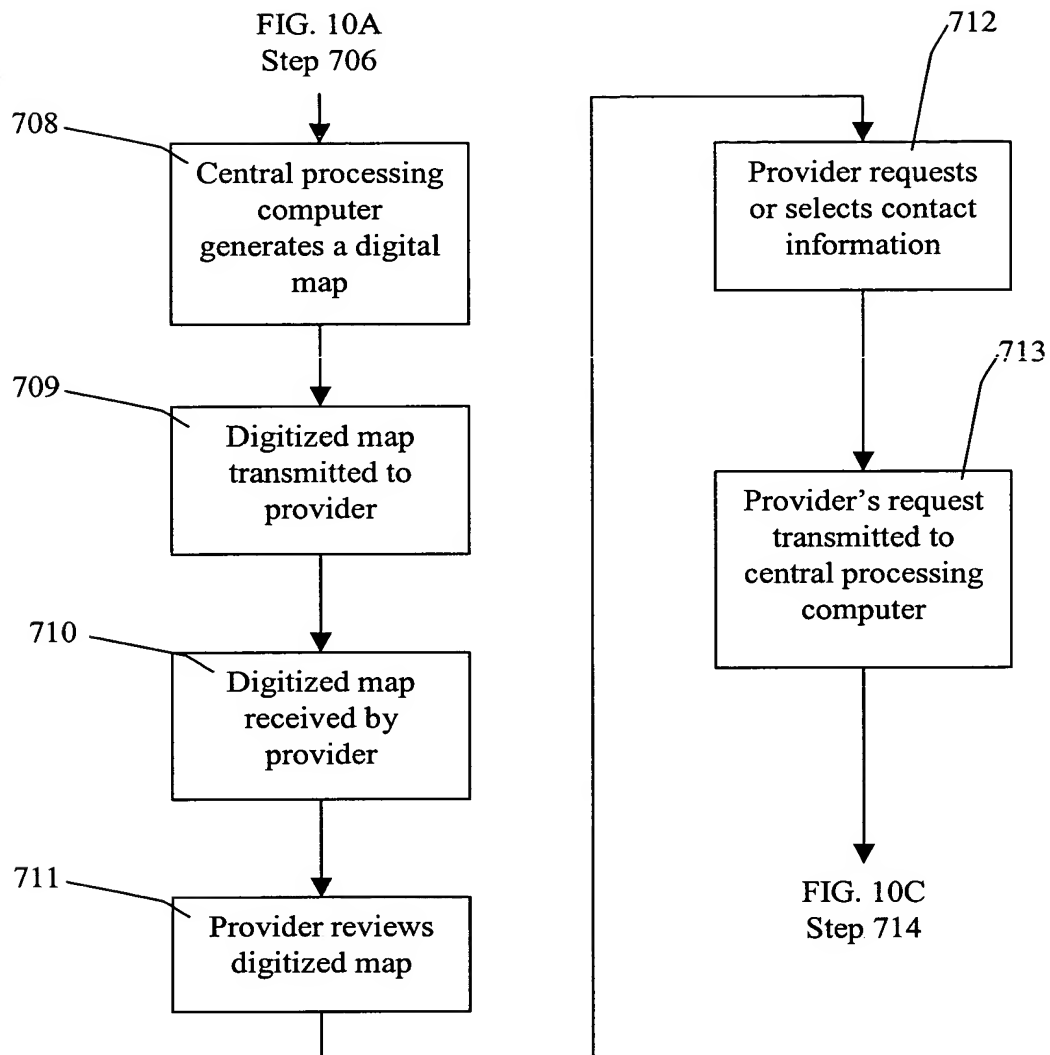 FIG. 10A
Step 706
708
Central processing
computer
generates a digital
map
709
Digitized map
transmitted to
provider
710
Digitized map
received by
provider
711
Provider reviews
digitized map
712
Provider requests
or selects contact
information
713
Provider’s request
transmitted to
central processing
computer
FIG. 10C
Step 714